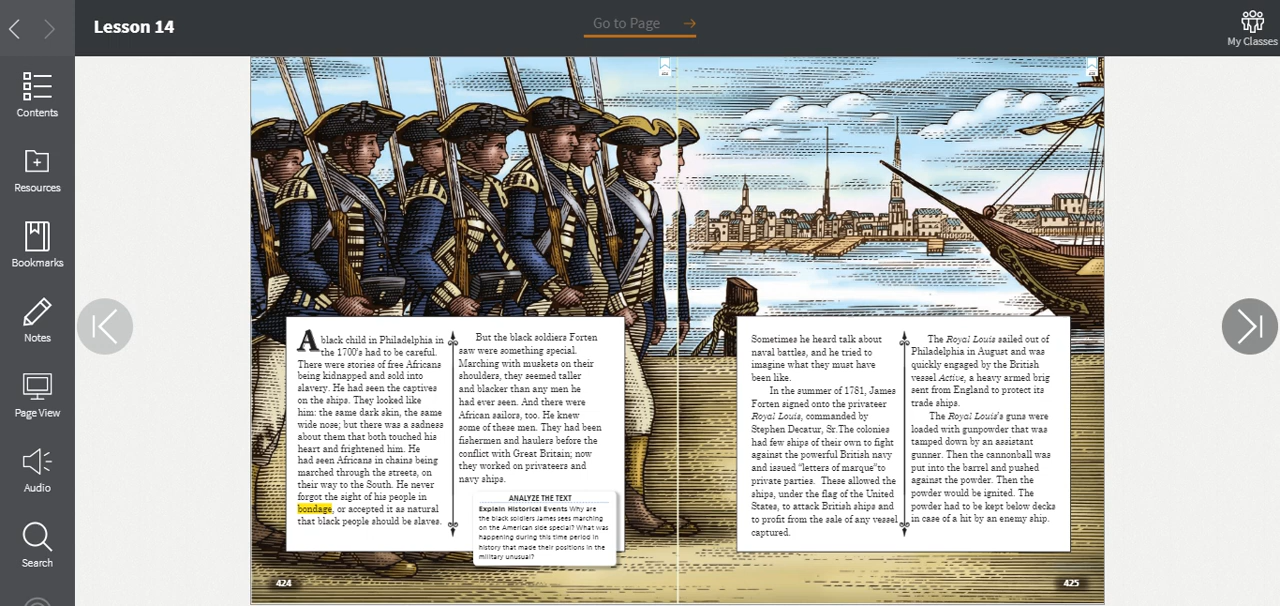 Lesson 14
Go to Page
My Classes
Contents
Resources
Bookmarks
Notes
Page View
Audio
Search
A black child in Philadelphia in
the 1700's had to be careful.
There were stories of free Africans
being kidnapped and sold into
slavery. He had seen the captives
on the ships. They looked like
him: the same dark skin, the same
wide nose; but there was a sadness
about them that both touched his
heart and frightened him. He
had seen Africans in chains being
marched through the streets, on
their way to the South. He never
forgot the sight of his people in
bondage, or accepted it as natural
that black people should be slaves.
But the black soldiers Forten
saw were something special.
Marching with muskets on their
shoulders, they seemed taller
and blacker than any men he
had ever seen. And there were
African sailors, too. He knew
some of these men. They had been
fishermen and haulers before the
conflict with Great Britain; now
they worked on privateers and
navy ships.
ANALYZE THE TEXT
Explain Historical Events Why are
the black soldiers James sees marching
on the American side special? What was
happening during this time period in
history that made their positions in the
military unusual?
424
Sometimes he heard talk about
naval battles, and he tried to
imagine what they must have
been like.
In the summer of 1781, James
Forten signed onto the privateer
Royal Louis, commanded by
Stephen Decatur, Sr.The colonies
had few ships of their own to fight
against the powerful British navy
and issued "letters of marque"to
private parties. These allowed the
ships, under the flag of the United
States, to attack British ships and
to profit from the sale of any vessel
captured.
The Royal Louis sailed out of
Philadelphia in August and was
quickly engaged by the British
vessel Active, a heavy armed brig
sent from England to protect its
trade ships.
The Royal Louis's guns were
loaded with gunpowder that was
tamped down by an assistant
gunner. Then the cannonball was
put into the barrel and pushed
against the powder. Then the
powder would be ignited. The
powder had to be kept below decks
in case of a hit by an enemy ship.
425